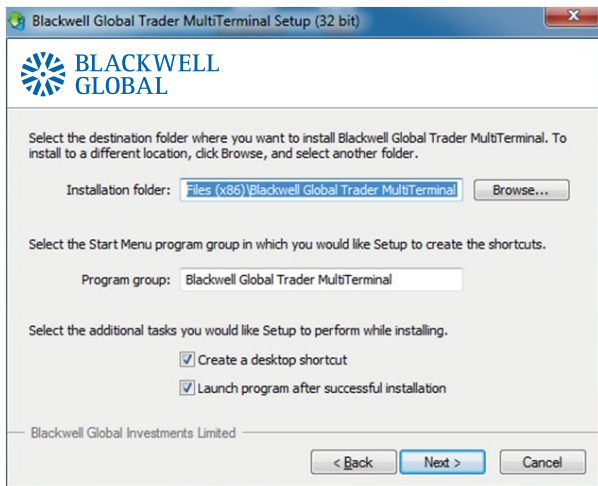 Blackwell Global Trader MultiTerminal Setup (32 bit)
BLACKWELL
GLOBAL
Select the destination folder where you want to install Blackwell Global Trader MultiTerminal. To
install to a different location, click Browse, and select another folder.
Installation folder: Files (x86)\Blackwell Global Trader MultiTerminal Browse...
Select the Start Menu program group in which you would like Setup to create the shortcuts.
Program group: Blackwell Global Trader MultiTerminal
Select the additional tasks you would like Setup to perform while installing.
Create a desktop shortcut
Launch program after successful installation
Blackwell Global Investments Limited
< Back Next > Cancel